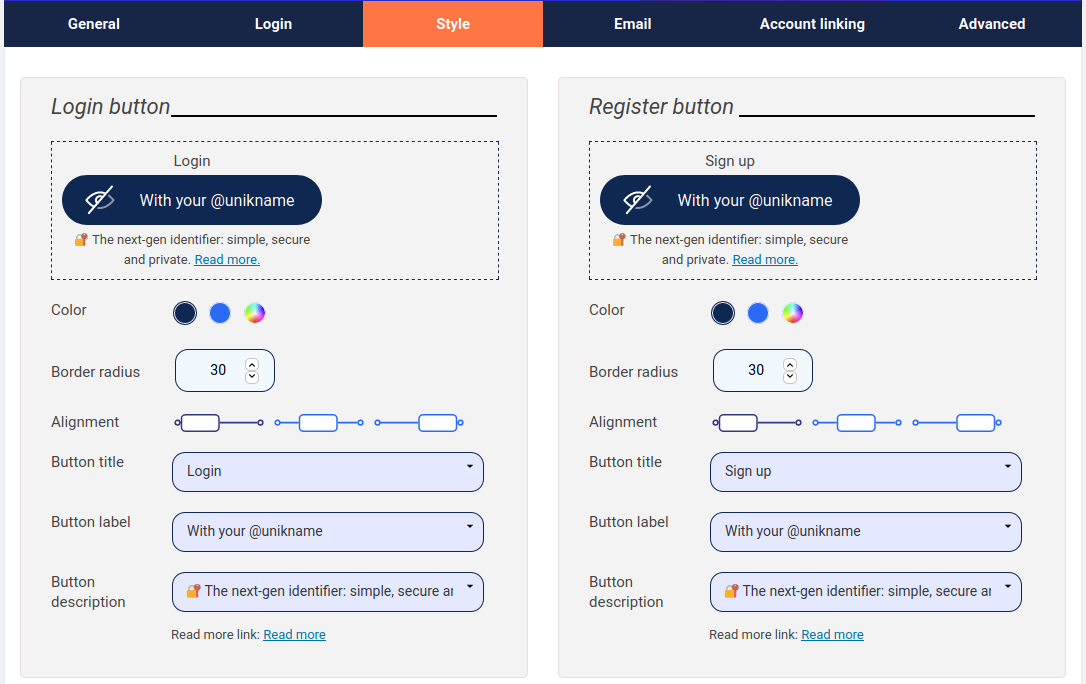 General Login Style Email Account linking Advanced
Login button
Login
With your @unikname
🔐 The next-gen identifier: simple, secure
and private. Read more.
Color
Border radius 30
Alignment
Button title Login
Button label With your @unikname
Button
description 🔐 The next-gen identifier: simple, secure ar
Read more link: Read more
Register button
Sign up
With your @unikname
🔐 The next-gen identifier: simple, secure
and private. Read more.
Color
Border radius 30
Alignment
Button title Sign up
Button label With your @unikname
Button
description 🔐 The next-gen identifier: simple, secure ar
Read more link: Read more